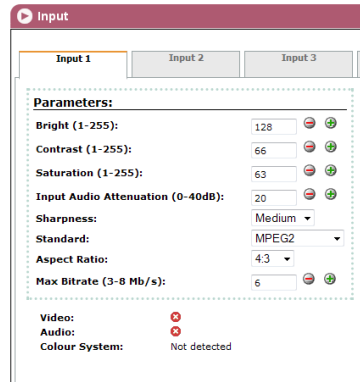 Input
Input 1 Input 2 Input 3
Parameters:
Bright (1-255): 128
Contrast (1-255): 66
Saturation (1-255): 63
Input Audio Attenuation (0-40dB): 20
Sharpness: Medium
Standard: MPEG2
Aspect Ratio: 4:3
Max Bitrate (3-8 Mb/s): 6
Video:
Audio:
Colour System: Not detected